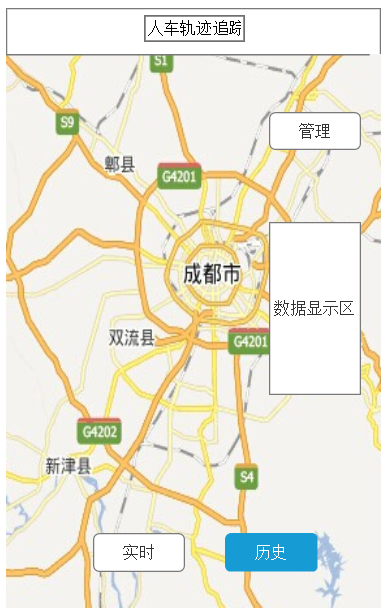 人车轨迹追踪
S1
S9
管理
郫县
G4201
成都市
数据显示区
双流县
G4201
G4202
新津县
S4
实时
历史